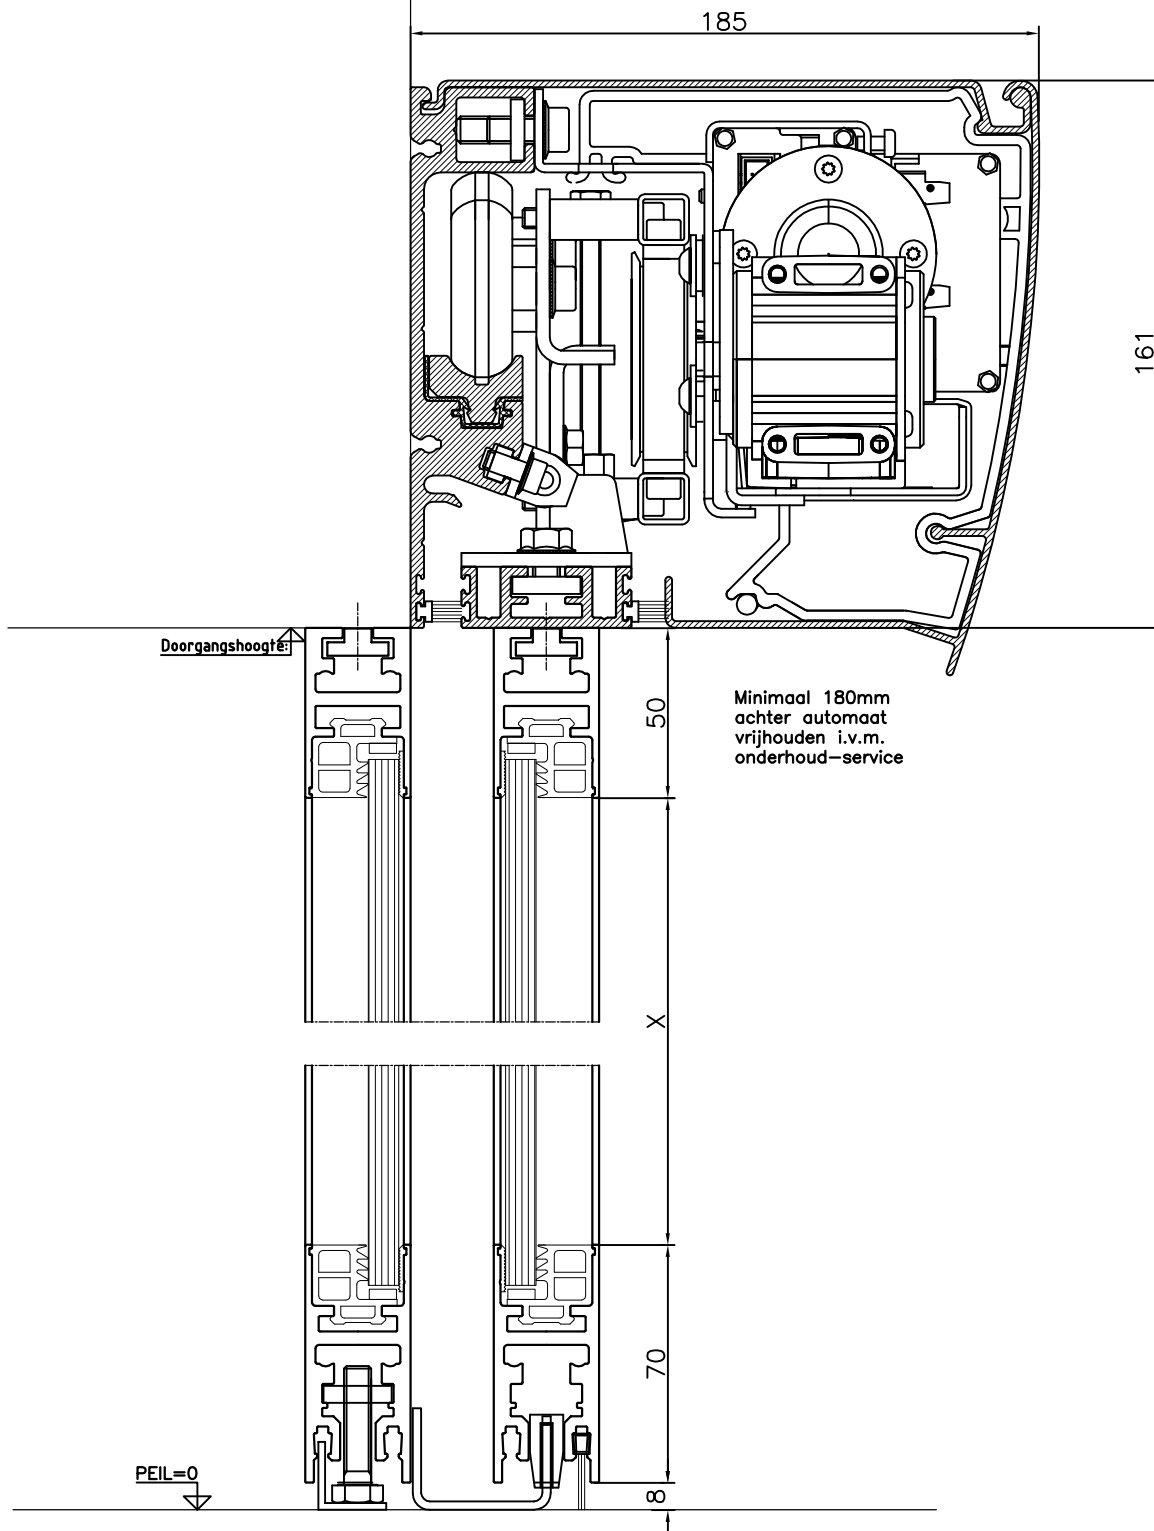 185
161
Doorgangshoogte:
50
Minimaal 180mm
achter automaat
vrijhouden i.v.m.
onderhoud-service
X
70
PEIL=0
8